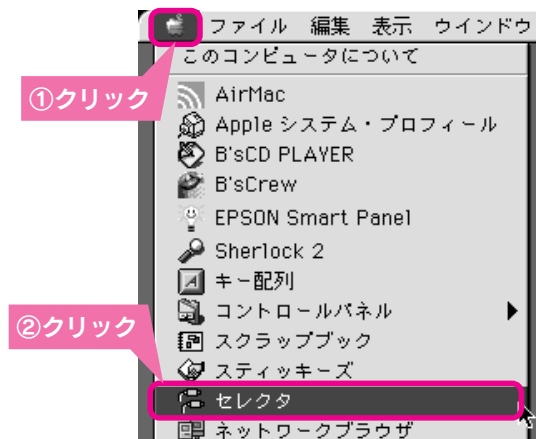 ファイル 編集 表示 ウインドウ
このコンピュータについて
①クリック
AirMac
Apple システム・プロフィール
B'sCD PLAYER
B'sCrew
EPSON Smart Panel
Sherlock 2
キー配列
コントロールパネル
②クリック
スクラップブック
スティッキーズ
セレクタ
ネットワークブラウザ